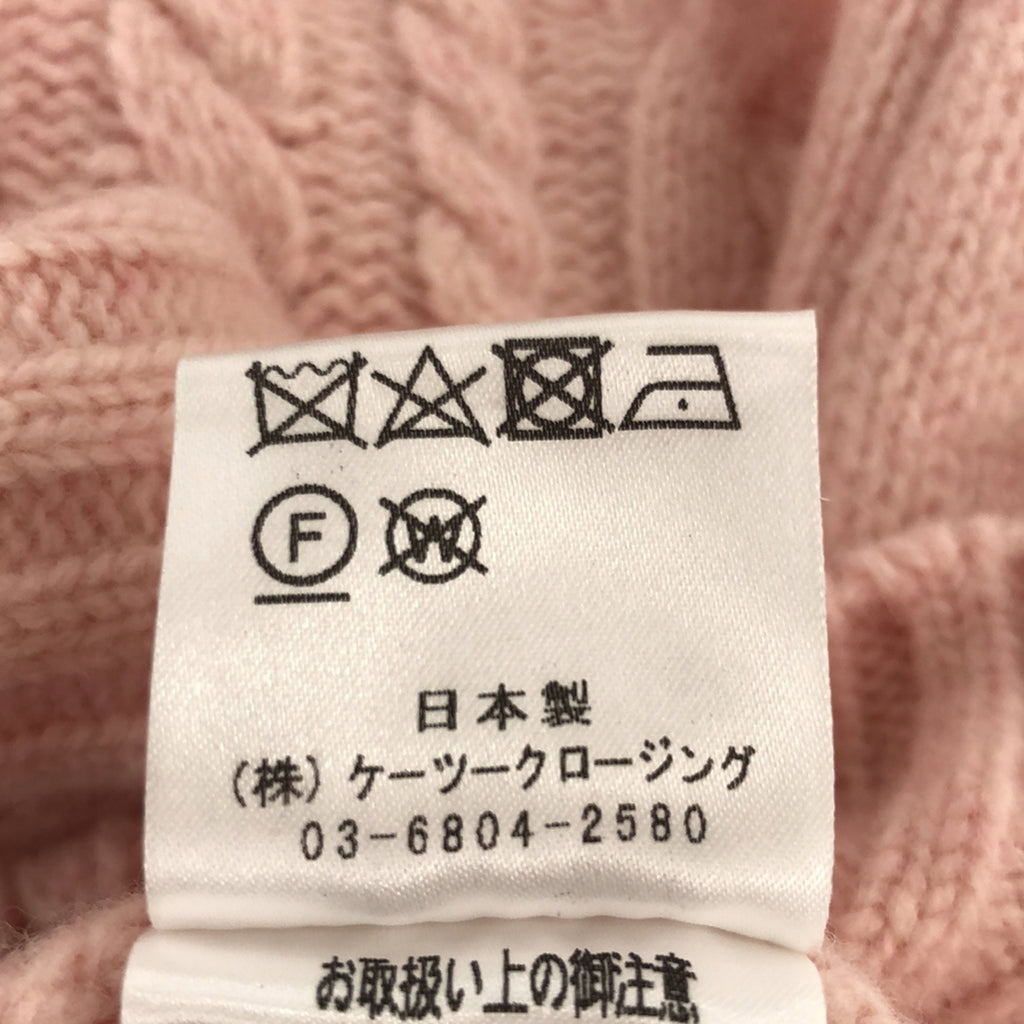 F W
日本製
(株)ケーツークロージング
03-6804-2580
お取扱い上の御注意